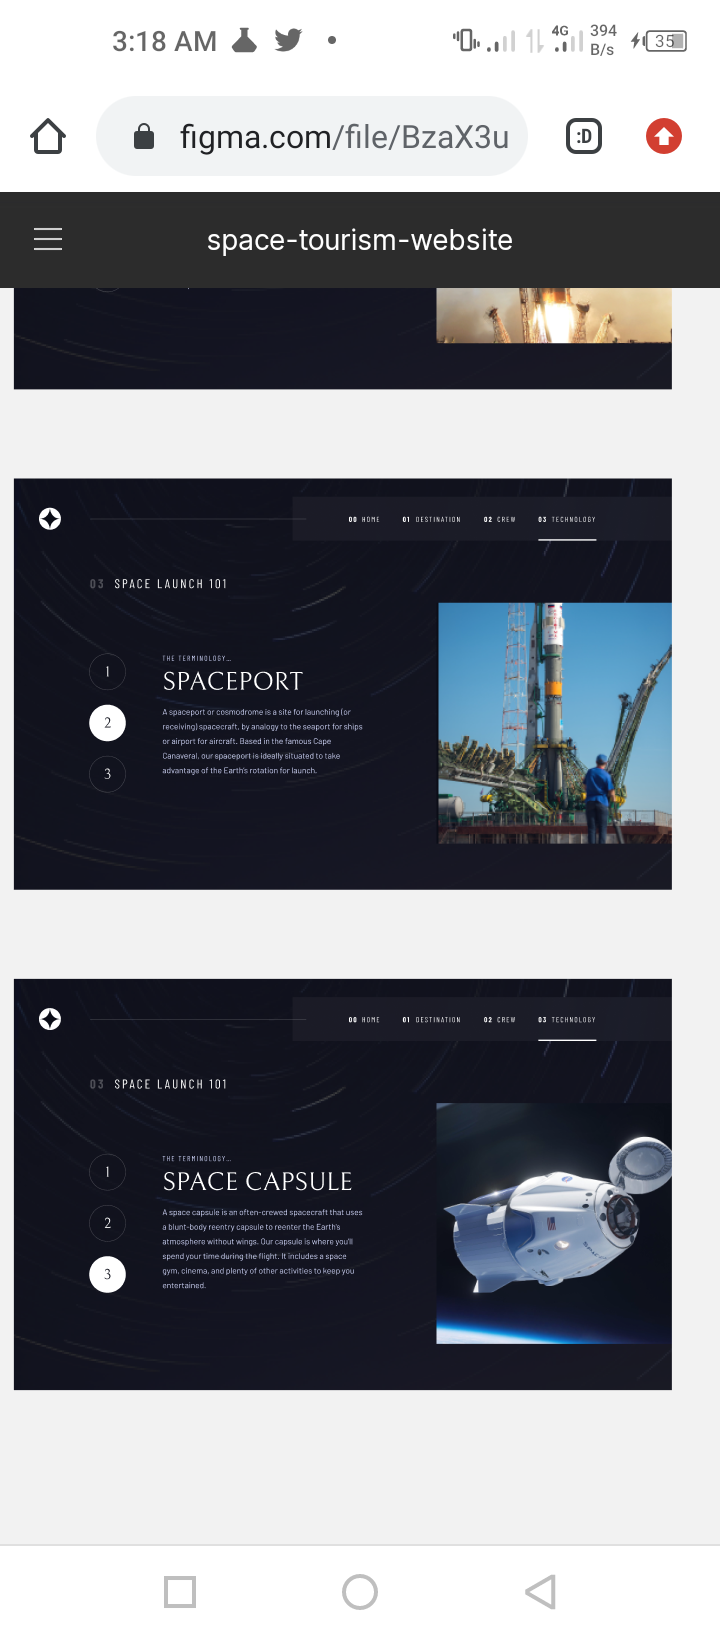 3:18 AM
4G
394
B/s
35
figma.com/file/BzaX3u
:D
space-tourism-website
00 HOME
01 DESTINATION
02 CREW
03 TECHNOLOGY
03 SPACE LAUNCH 101
THE TERMINOLOGY...
1
SPACEPORT
2
A spaceport or cosmodrome is a site for launching (or
receiving) spacecraft, by analogy to the seaport for ships
or airport for aircraft. Based in the famous Cape
Canaveral, our spaceport is ideally situated to take
advantage of the Earth's rotation for launch.
3
00 HOME
01 DESTINATION
02 CREW
03 TECHNOLOGY
03 SPACE LAUNCH 101
THE TERMINOLOGY...
1
SPACE CAPSULE
2
A space capsule is an often-crewed spacecraft that uses
a blunt-body reentry capsule to reenter the Earth's
atmosphere without wings. Our capsule is where you'll
spend your time during the flight. It includes a space
gym, cinema, and plenty of other activities to keep you
entertained.
3